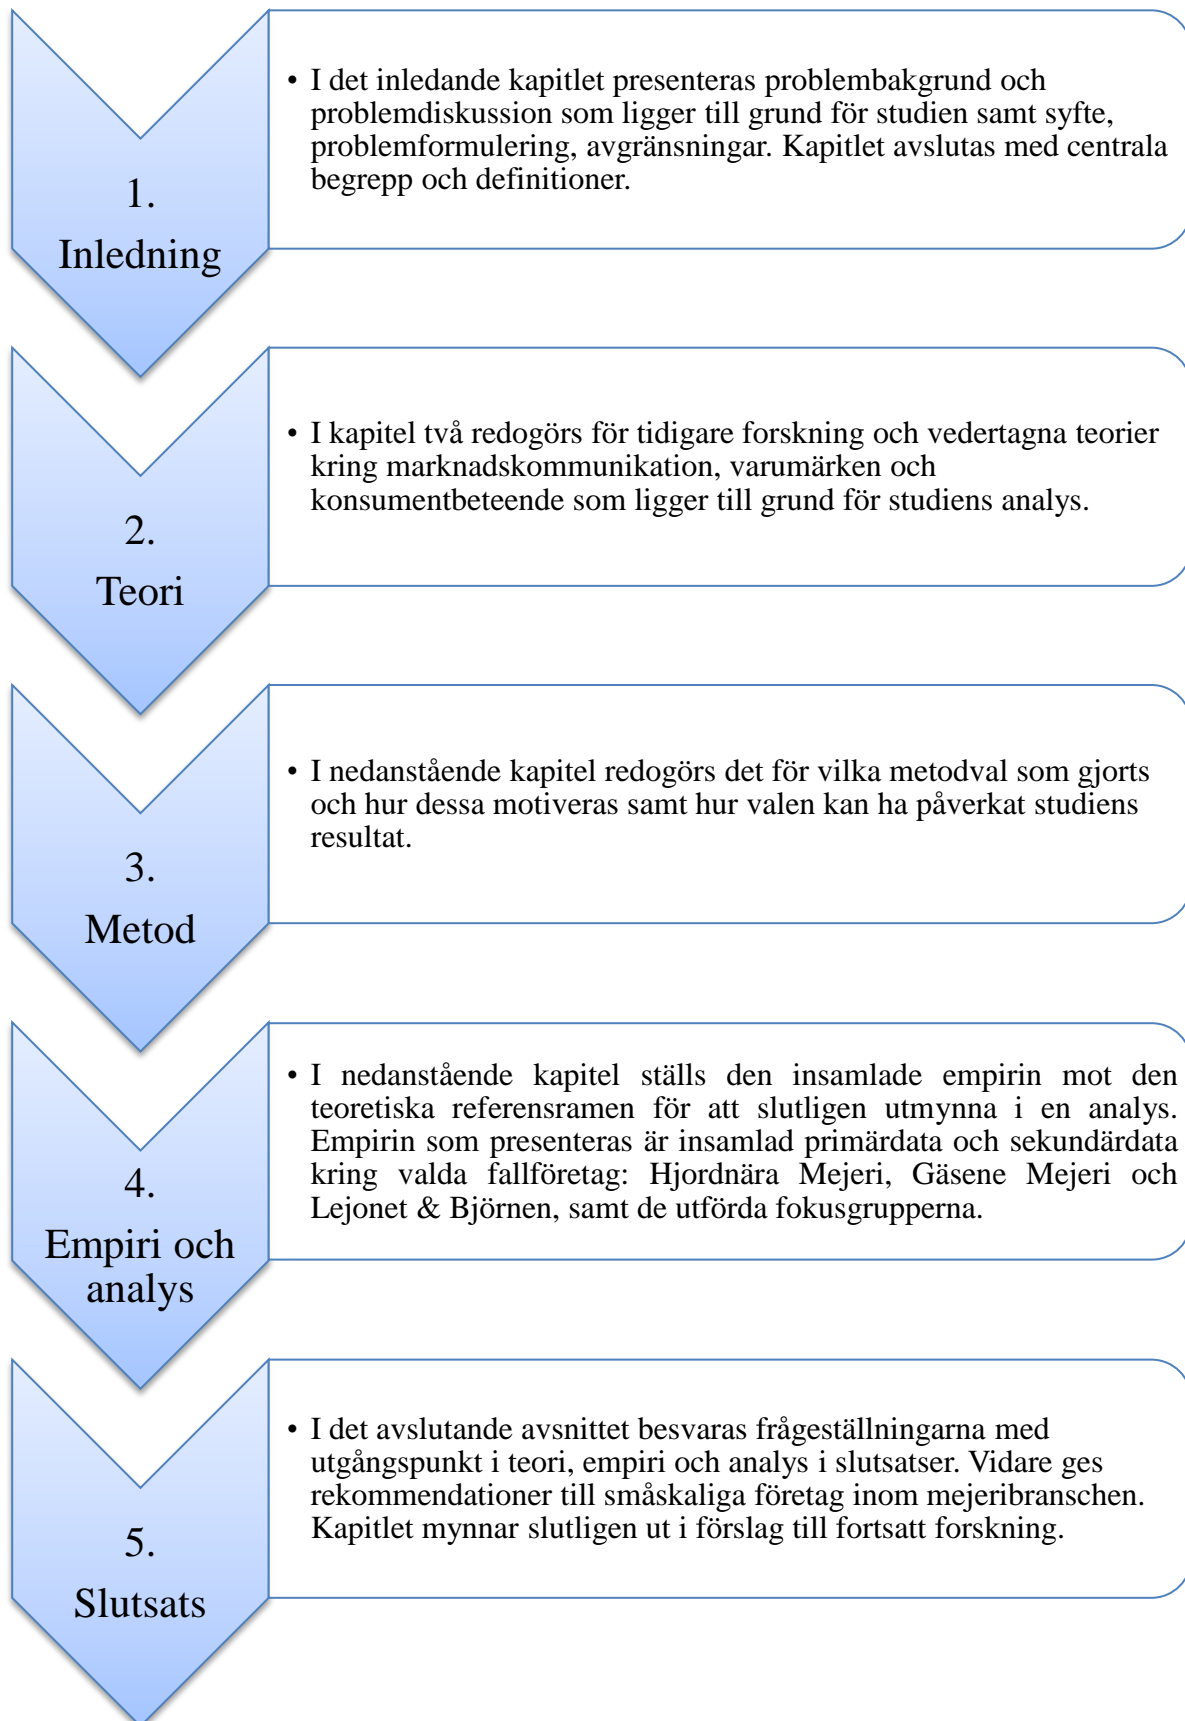 1.
Inledning
• I det inledande kapitlet presenteras problembakgrund och
problemdiskussion som ligger till grund för studien samt syfte,
problemformulering, avgränsningar. Kapitlet avslutas med centrala
begrepp och definitioner.
2.
Teori
• I kapitel två redogörs för tidigare forskning och vedertagna teorier
kring marknadskommunikation, varumärken och
konsumentbeteende som ligger till grund för studiens analys.
3.
Metod
• I nedanstående kapitel redogörs det för vilka metodval som gjorts
och hur dessa motiveras samt hur valen kan ha påverkat studiens
resultat.
4.
Empiri och
analys
• I nedanstående kapitel ställs den insamlade empirin mot den
teoretiska referensramen för att slutligen utmynna i en analys.
Empirin som presenteras är insamlad primärdata och sekundärdata
kring valda fallföretag: Hjordnära Mejeri, Gäsene Mejeri och
Lejonet & Björnen, samt de utförda fokusgrupperna.
5.
Slutsats
• I det avslutande avsnittet besvaras frågeställningarna med
utgångspunkt i teori, empiri och analys i slutsatser. Vidare ges
rekommendationer till småskaliga företag inom mejeribranschen.
Kapitlet mynnar slutligen ut i förslag till fortsatt forskning.